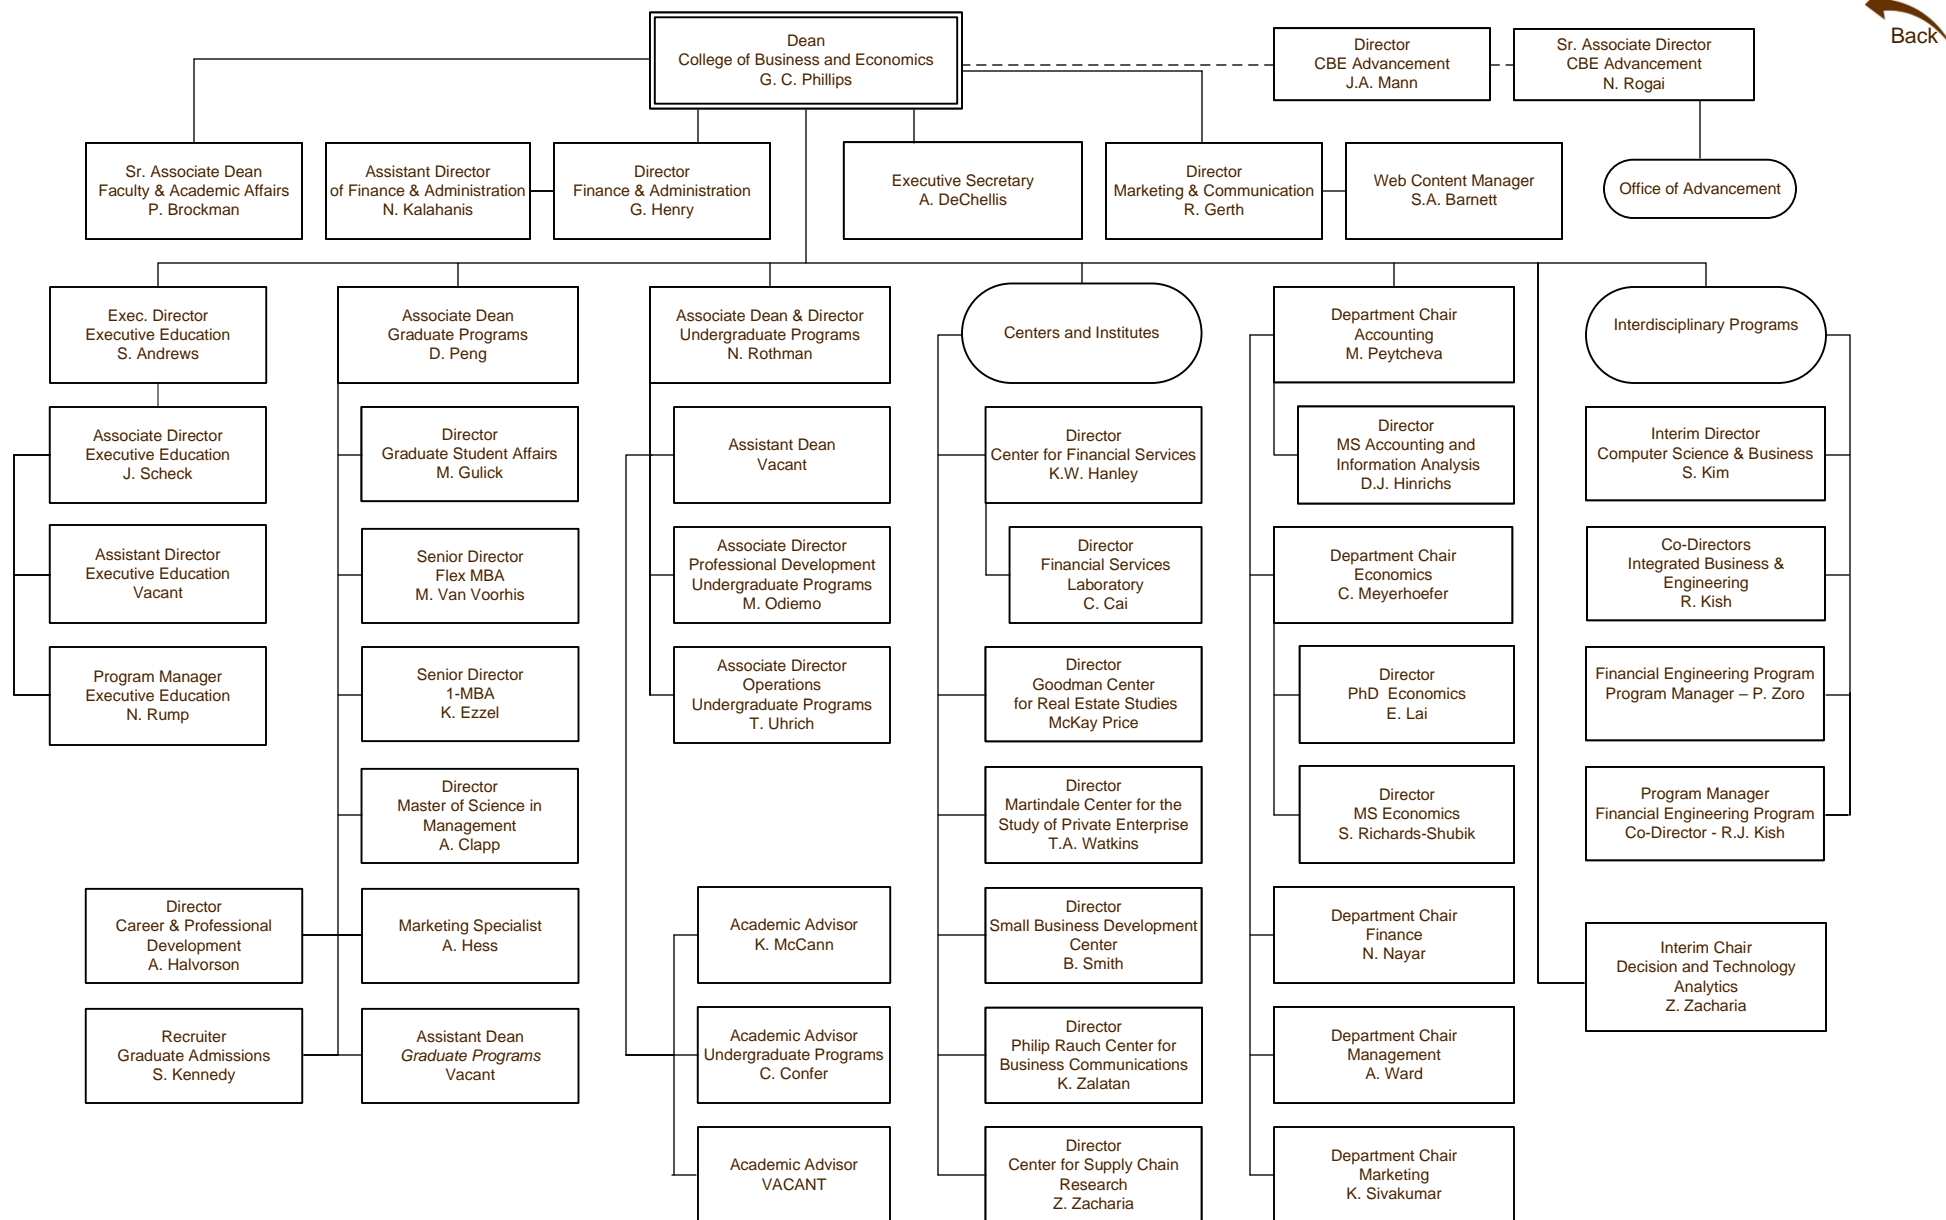 Back
Dean
College of Business and Economics
G. C. Phillips
Director
CBE Advancement
J.A. Mann
Sr. Associate Director
CBE Advancement
N. Rogai
Sr. Associate Dean
Faculty & Academic Affairs
P. Brockman
Assistant Director
of Finance & Administration
N. Kalahanis
Director
Finance & Administration
G. Henry
Executive Secretary
A. DeChellis
Director
Marketing & Communication
R. Gerth
Web Content Manager
S.A. Barnett
Office of Advancement
Exec. Director
Executive Education
S. Andrews
Associate Dean
Graduate Programs
D. Peng
Associate Dean & Director
Undergraduate Programs
N. Rothman
Centers and Institutes
Department Chair
Accounting
M. Peytcheva
Interdisciplinary Programs
Associate Director
Executive Education
J. Scheck
Director
Graduate Student Affairs
M. Gulick
Assistant Dean
Vacant
Director
Center for Financial Services
K.W. Hanley
Director
MS Accounting and
Information Analysis
D.J. Hinrichs
Interim Director
Computer Science & Business
S. Kim
Assistant Director
Executive Education
Vacant
Senior Director
Flex MBA
M. Van Voorhis
Associate Director
Professional Development
Undergraduate Programs
M. Odiemo
Director
Financial Services
Laboratory
C. Cai
Department Chair
Economics
C. Meyerhoefer
Co-Directors
Integrated Business &
Engineering
R. Kish
Program Manager
Executive Education
N. Rump
Senior Director
1-MBA
K. Ezzel
Associate Director
Operations
Undergraduate Programs
T. Uhrich
Director
Goodman Center
for Real Estate Studies
McKay Price
Director
PhD Economics
E. Lai
Financial Engineering Program
Program Manager – P. Zoro
Director
Master of Science in
Management
A. Clapp
Director
Martindale Center for the
Study of Private Enterprise
T.A. Watkins
Director
MS Economics
S. Richards-Shubik
Program Manager
Financial Engineering Program
Co-Director - R.J. Kish
Director
Career & Professional
Development
A. Halvorson
Marketing Specialist
A. Hess
Academic Advisor
K. McCann
Director
Small Business Development
Center
B. Smith
Department Chair
Finance
N. Nayar
Interim Chair
Decision and Technology
Analytics
Z. Zacharia
Recruiter
Graduate Admissions
S. Kennedy
Assistant Dean
Graduate Programs
Vacant
Academic Advisor
Undergraduate Programs
C. Confer
Director
Philip Rauch Center for
Business Communications
K. Zalatan
Department Chair
Management
A. Ward
Academic Advisor
VACANT
Director
Center for Supply Chain
Research
Z. Zacharia
Department Chair
Marketing
K. Sivakumar